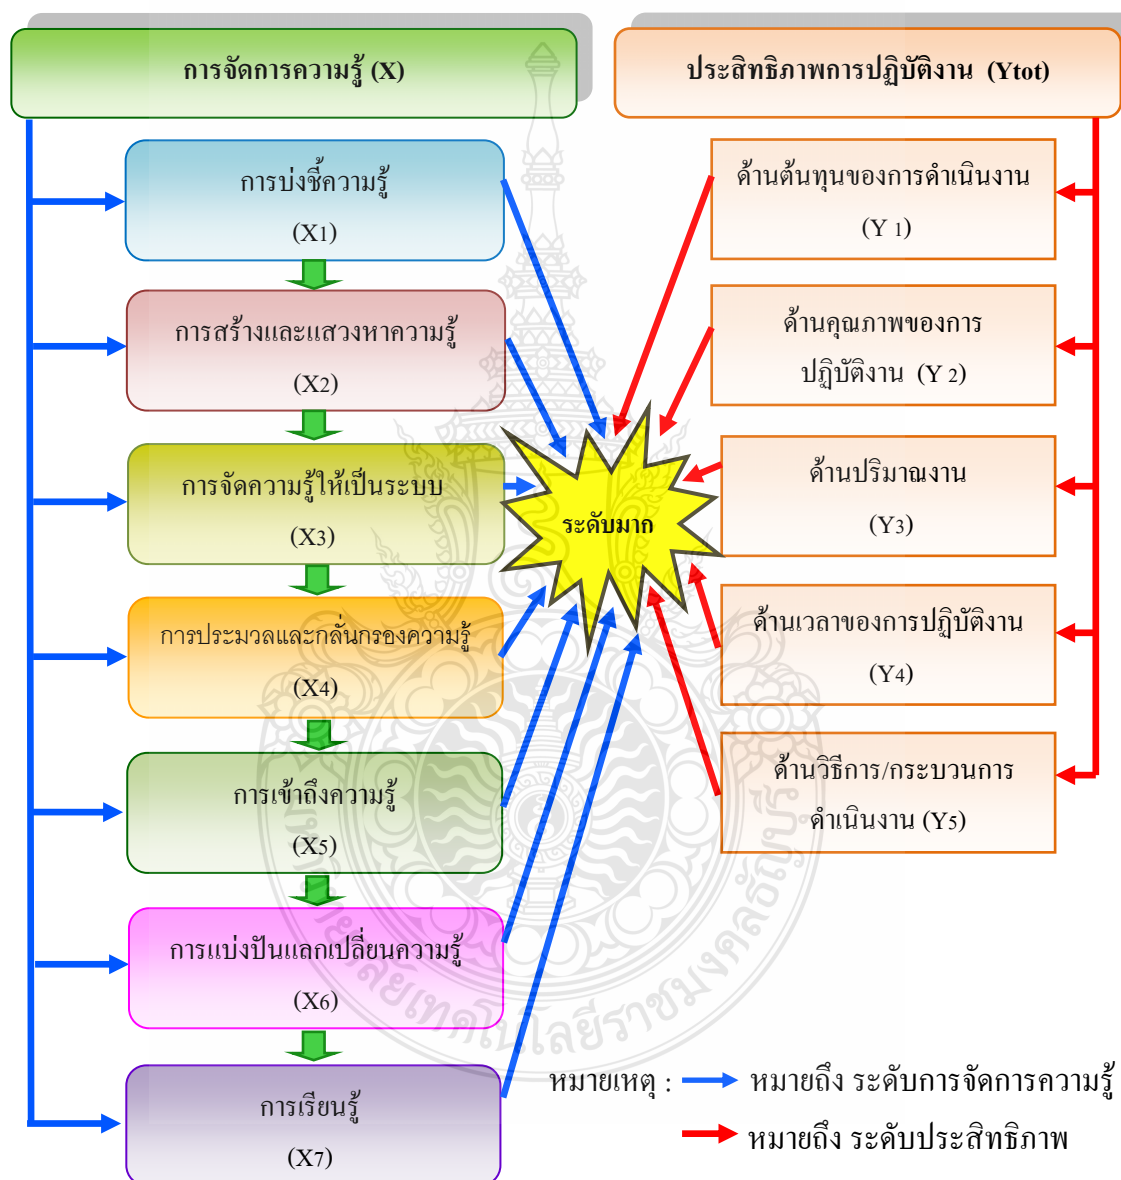 การจัดการความรู้ (X)
ประสิทธิภาพการปฏิบัติงาน (Ytot)
การบ่งชี้ความรู้
(X1)
การสร้างและแสวงหาความรู้
(X2)
การจัดความรู้ให้เป็นระบบ
(X3)
การประมวลและกลั่นกรองความรู้
(X4)
การเข้าถึงความรู้
(X5)
การแบ่งปันแลกเปลี่ยนความรู้
(X6)
การเรียนรู้
(X7)
ระดับมาก
ด้านต้นทุนของการดำเนินงาน
(Y 1)
ด้านคุณภาพของการ
ปฏิบัติงาน (Y 2)
ด้านปริมาณงาน
(Y3)
ด้านเวลาของการปฏิบัติงาน
(Y4)
ด้านวิธีการ/กระบวนการ
ดำเนินงาน (Y5)
หมายเหตุ : หมายถึง ระดับการจัดการความรู้
หมายถึง ระดับประสิทธิภาพ